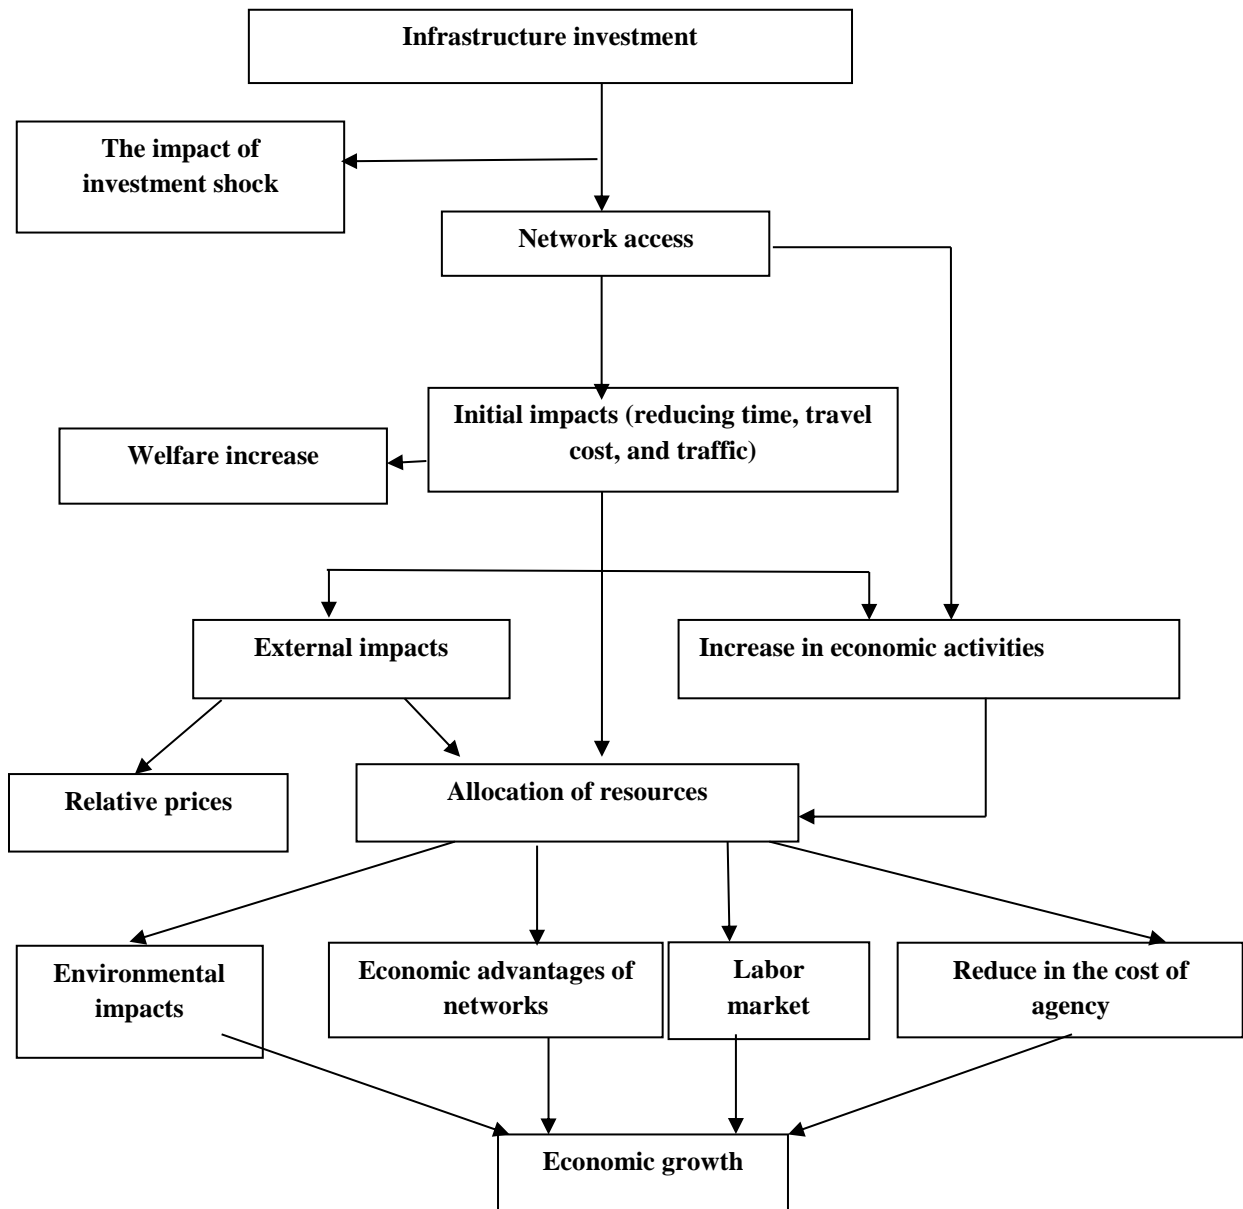 Infrastructure investment
The impact of
investment shock
Network access
Initial impacts (reducing time, travel
cost, and traffic)
Welfare increase
External impacts
Increase in economic activities
Relative prices
Allocation of resources
Environmental
impacts
Economic advantages of
networks
Labor
market
Reduce in the cost of
agency
Economic growth